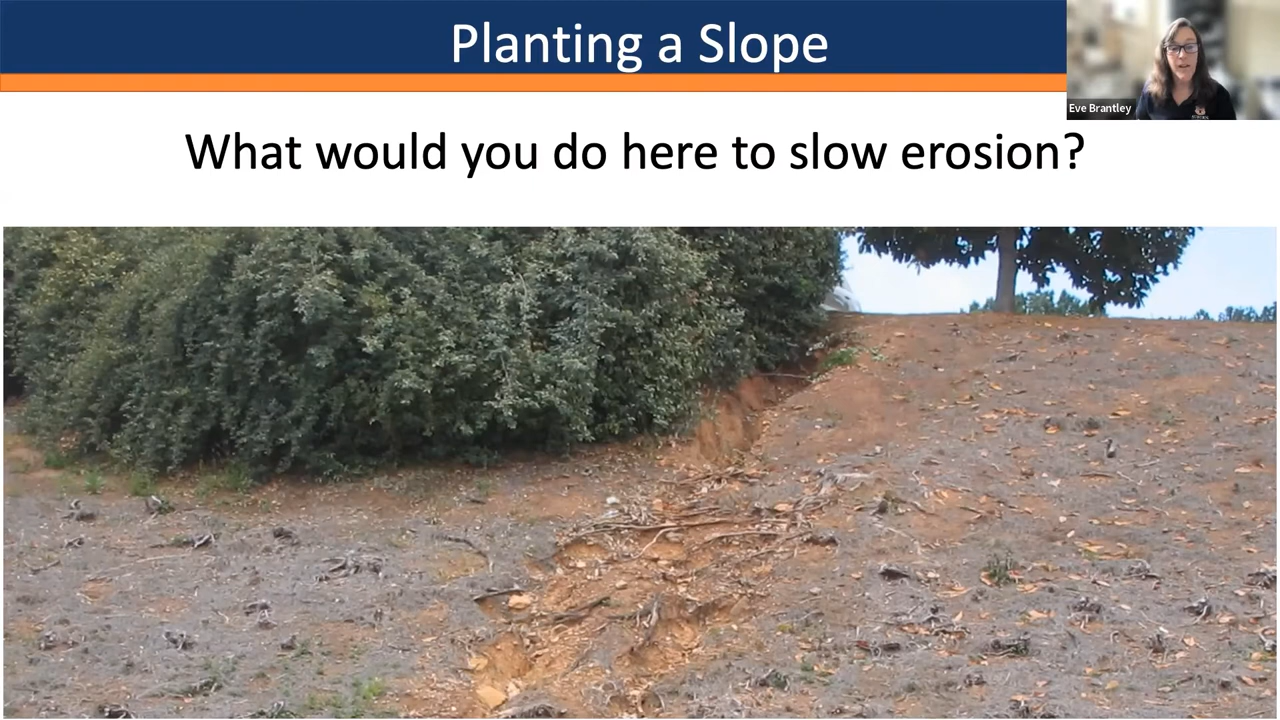 Planting a Slope
Eve Brantley
What would you do here to slow erosion?